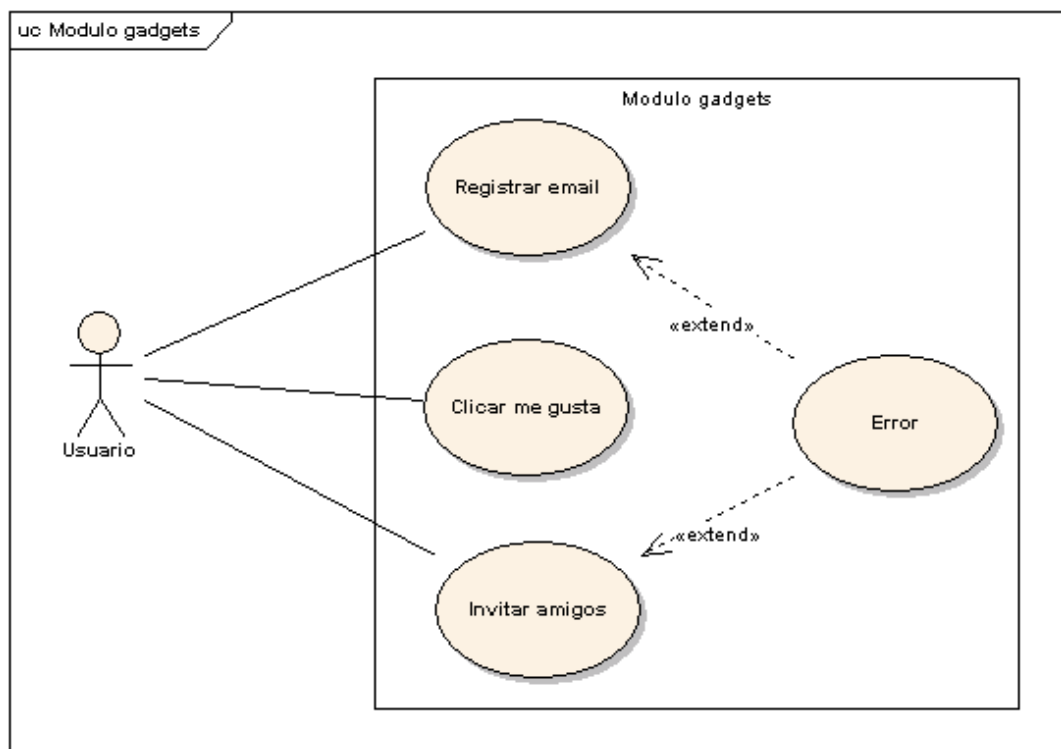 uc Modulo gadgets
Modulo gadgets
Registrar email
«extend»
Clicar me gusta
Error
Usuario
«extend»
Invitar amigos